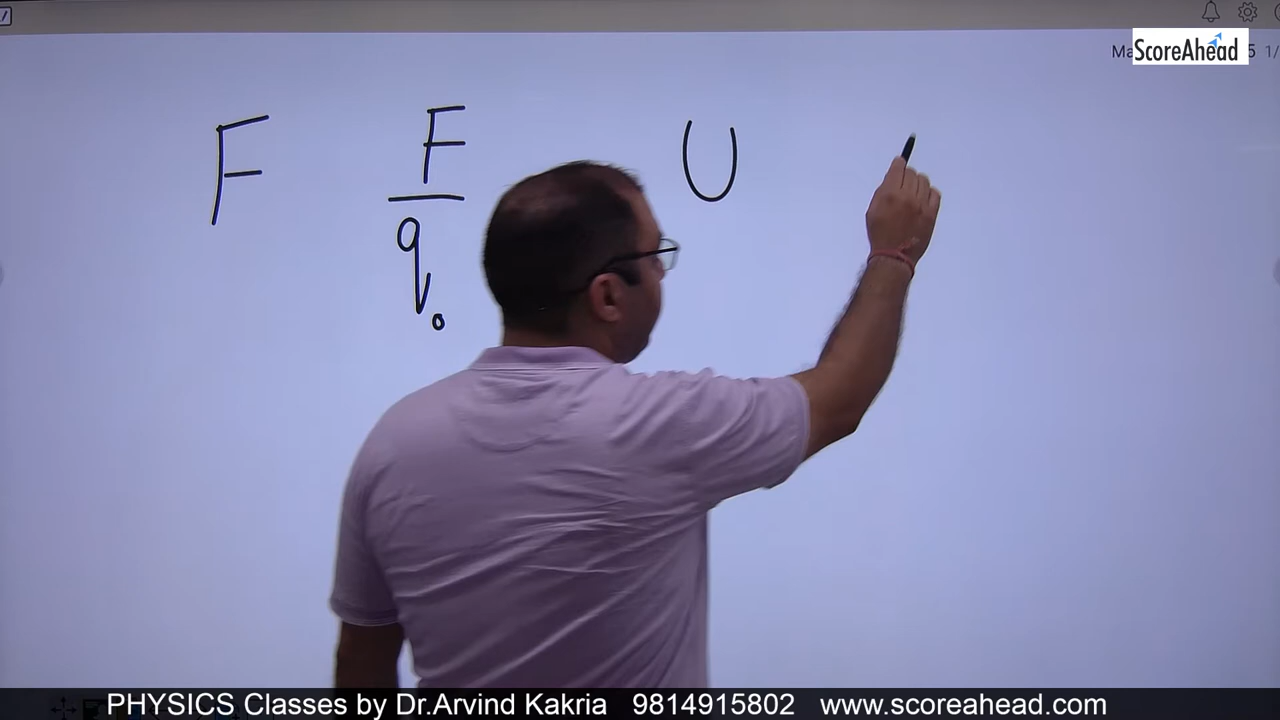 ScoreAhead
F F/q₀ U
PHYSICS Classes by Dr.Arvind Kakria 9814915802 www.scoreahead.com